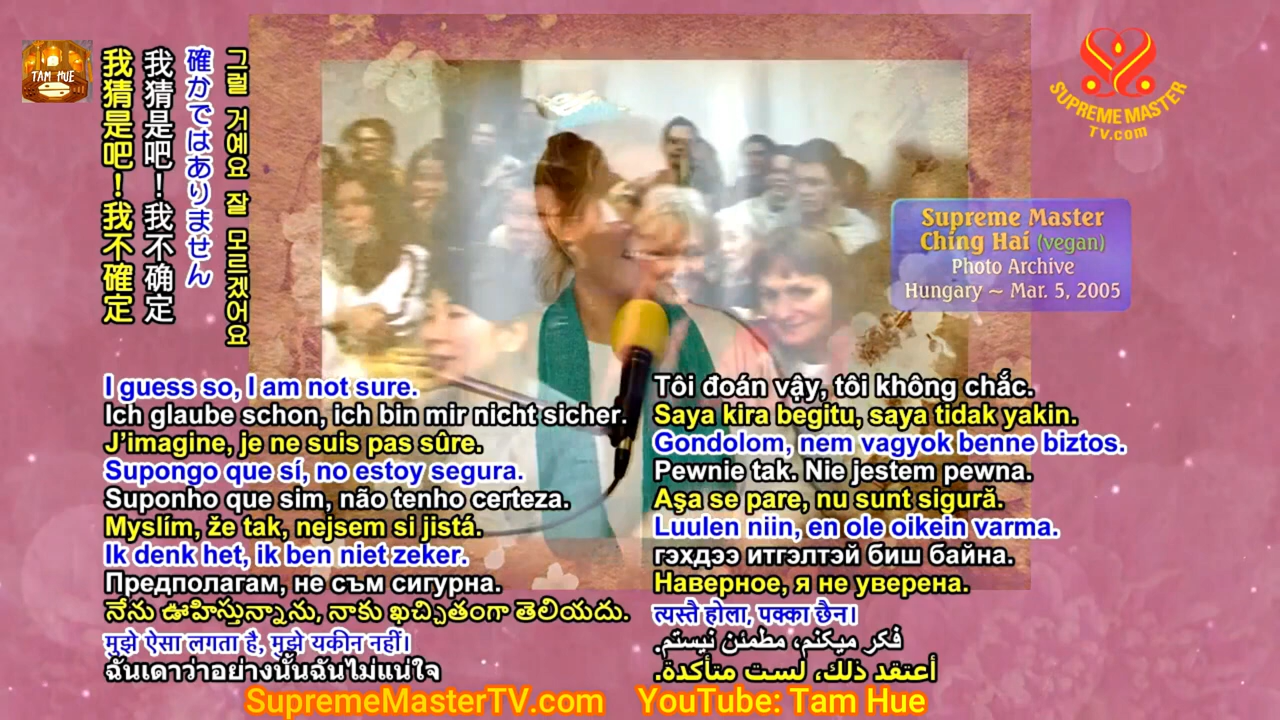 TAM HUE
我猜是吧！我不確定
我猜是吧！我不确定
確かではありません
그럴 거예요 잘 모르겠어요
SUPREME MASTER
TV.com
Supreme Master
Ching Hai (vegan)
Photo Archive
Hungary ~ Mar. 5, 2005
I guess so, I am not sure.
Ich glaube schon, ich bin mir nicht sicher.
J'imagine, je ne suis pas sûre.
Supongo que sí, no estoy segura.
Suponho que sim, não tenho certeza.
Myslím, že tak, nejsem si jistá.
Ik denk het, ik ben niet zeker.
Предполагам, не съм сигурна.
నేను ఊహిస్తున్నాను, నాకు ఖచ్చితంగా తెలియదు.
मुझे ऐसा लगता है, मुझे यकीन नहीं।
ฉันเดาว่าอย่างนั้นฉันไม่แน่ใจ
Tôi đoán vậy, tôi không chắc.
Saya kira begitu, saya tidak yakin.
Gondolom, nem vagyok benne biztos.
Pewnie tak. Nie jestem pewna.
Aşa se pare, nu sunt sigură.
Luulen niin, en ole oikein varma.
гэхдээ итгэлтэй биш байна.
Наверное, я не уверена.
त्यस्तै होला, पक्का छैन।
فکر میکنم، مطمئن نیستم.
أعتقد ذلك، لست متأكدة.
SupremeMasterTV.com YouTube: Tam Hue